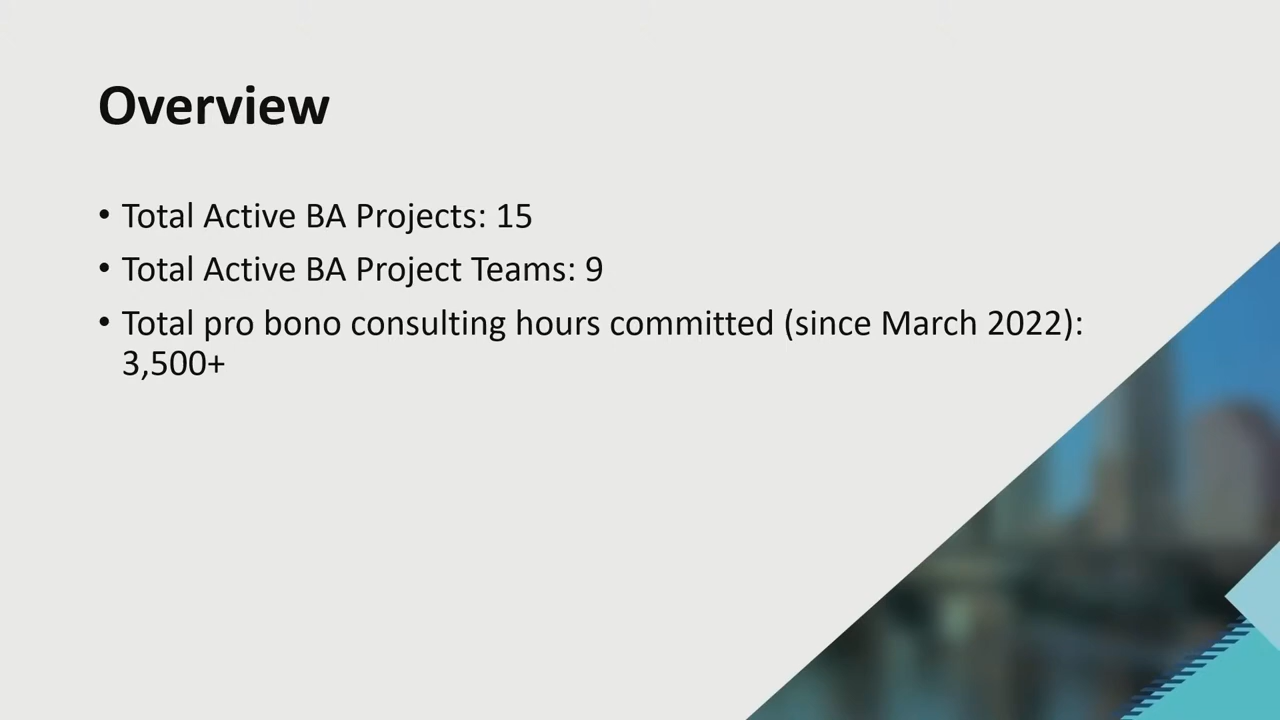 Overview
• Total Active BA Projects: 15
• Total Active BA Project Teams: 9
• Total pro bono consulting hours committed (since March 2022):
3,500+